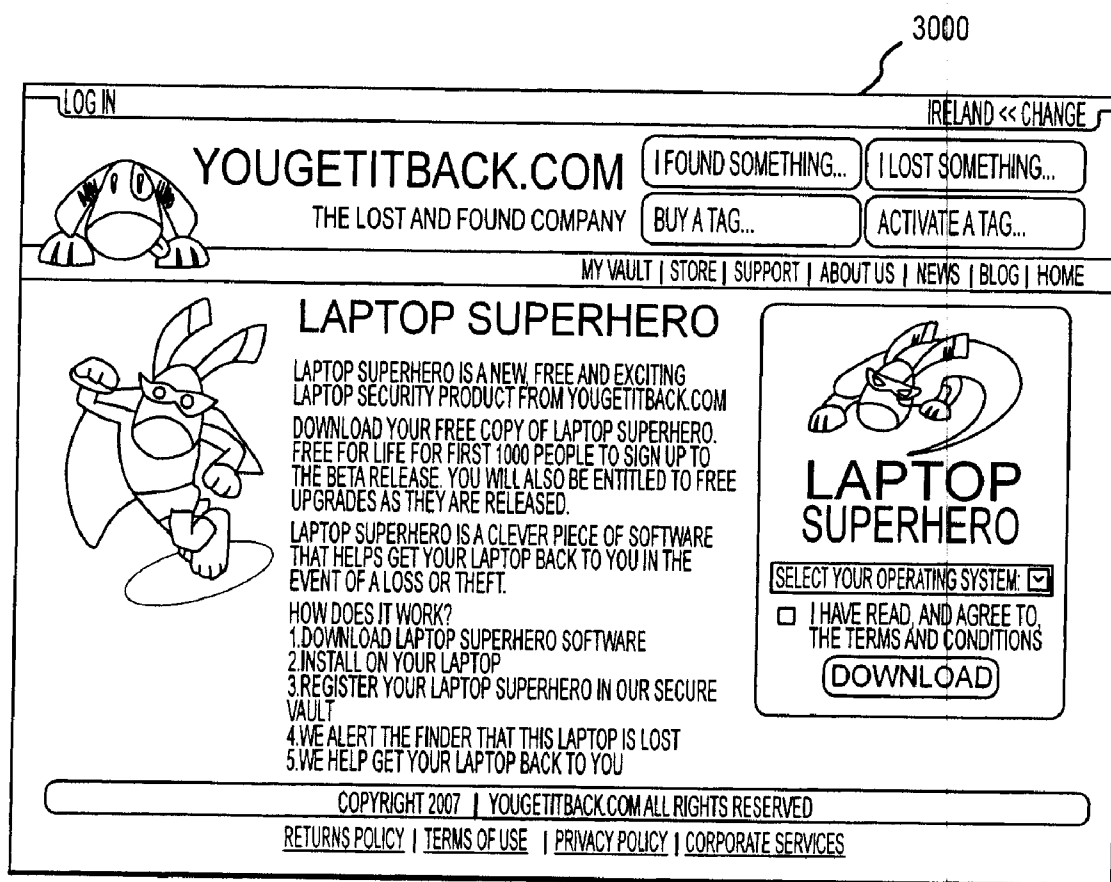 3000
LOG IN
IRELAND << CHANGE
YOUGETITBACK.COM
THE LOST AND FOUND COMPANY
I FOUND SOMETHING...
I LOST SOMETHING...
BUY A TAG...
ACTIVATE A TAG...
MY VAULT | STORE | SUPPORT | ABOUT US | NEWS | BLOG | HOME
LAPTOP SUPERHERO
LAPTOP SUPERHERO IS A NEW, FREE AND EXCITING
LAPTOP SECURITY PRODUCT FROM YOUGETITBACK.COM
DOWNLOAD YOUR FREE COPY OF LAPTOP SUPERHERO.
FREE FOR LIFE FOR FIRST 1000 PEOPLE TO SIGN UP TO
THE BETA RELEASE. YOU WILL ALSO BE ENTITLED TO FREE
UPGRADES AS THEY ARE RELEASED.
LAPTOP SUPERHERO IS A CLEVER PIECE OF SOFTWARE
THAT HELPS GET YOUR LAPTOP BACK TO YOU IN THE
EVENT OF A LOSS OR THEFT.
HOW DOES IT WORK?
1.DOWNLOAD LAPTOP SUPERHERO SOFTWARE
2.INSTALL ON YOUR LAPTOP
3.REGISTER YOUR LAPTOP SUPERHERO IN OUR SECURE
VAULT
4.WE ALERT THE FINDER THAT THIS LAPTOP IS LOST
5.WE HELP GET YOUR LAPTOP BACK TO YOU
LAPTOP
SUPERHERO
SELECT YOUR OPERATING SYSTEM:
I HAVE READ, AND AGREE TO,
THE TERMS AND CONDITIONS
DOWNLOAD
COPYRIGHT 2007 | YOUGETITBACK.COM ALL RIGHTS RESERVED
RETURNS POLICY | TERMS OF USE | PRIVACY POLICY | CORPORATE SERVICES